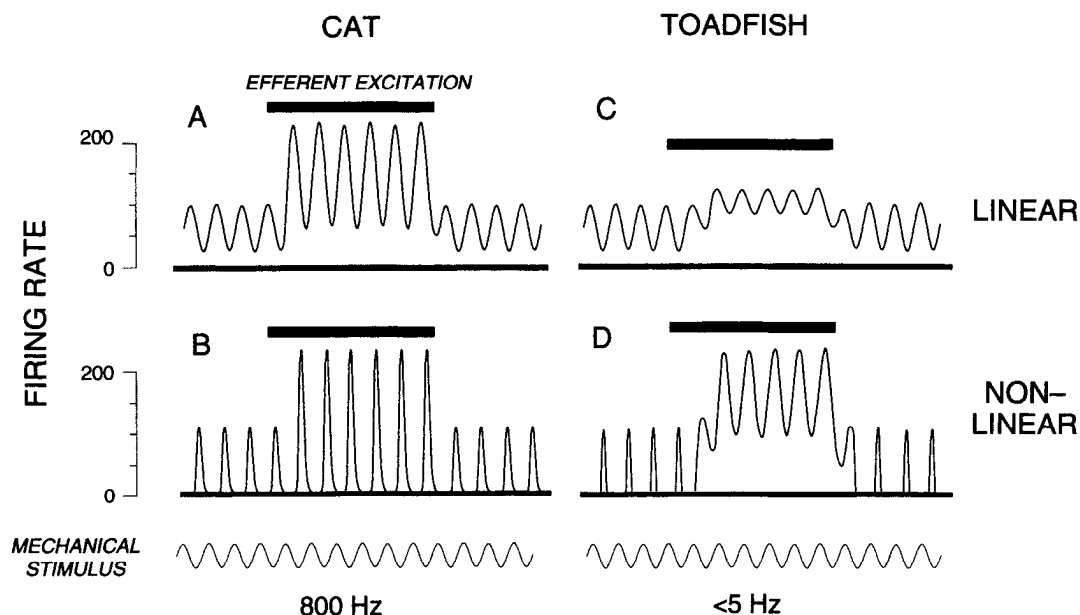 CAT
TOADFISH
EFFERENT EXCITATION
A
C
200
0
LINEAR
FIRING RATE
B
D
200
0
NON–
LINEAR
MECHANICAL
STIMULUS
800 Hz
<5 Hz